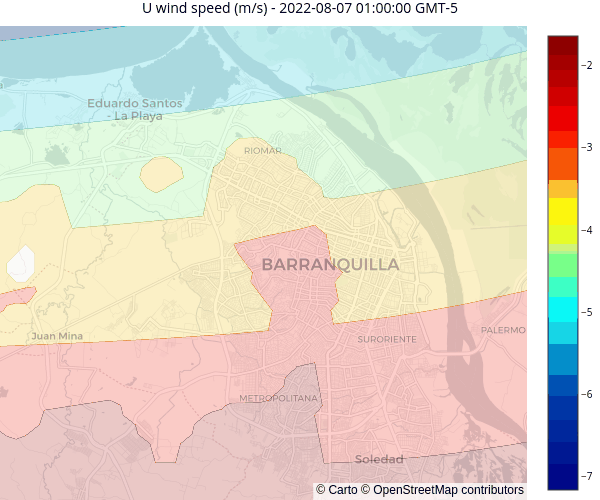 U wind speed (m/s) - 2022-08-07 01:00:00 GMT-5
Eduardo Santos
- La Playa
RIOMAR
BARRANQUILLA
Juan Mina
SURORIENTE
PALERMO
METROPOLITANA
Soledad
© Carto © OpenStreetMap contributors
−2
−3
−4
−5
−6
−7